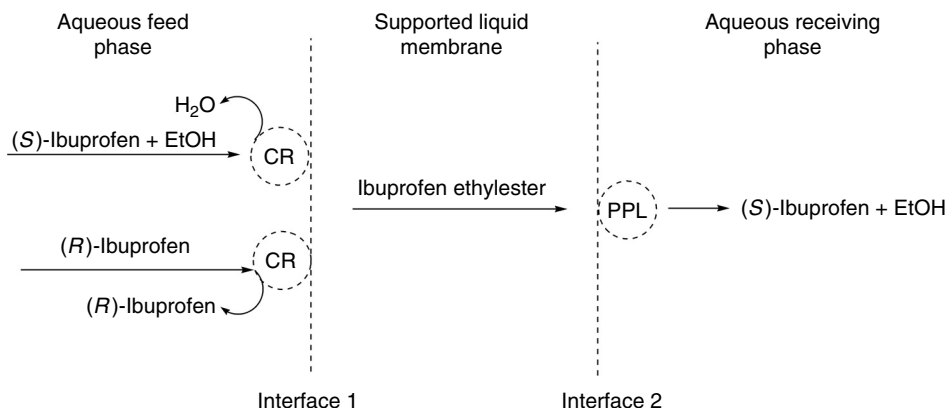 Aqueous feed
phase
Supported liquid
membrane
Aqueous receiving
phase
H₂O
(S)-Ibuprofen + EtOH
CR
Ibuprofen ethylester
PPL
(S)-Ibuprofen + EtOH
(R)-Ibuprofen
CR
(R)-Ibuprofen
Interface 1
Interface 2